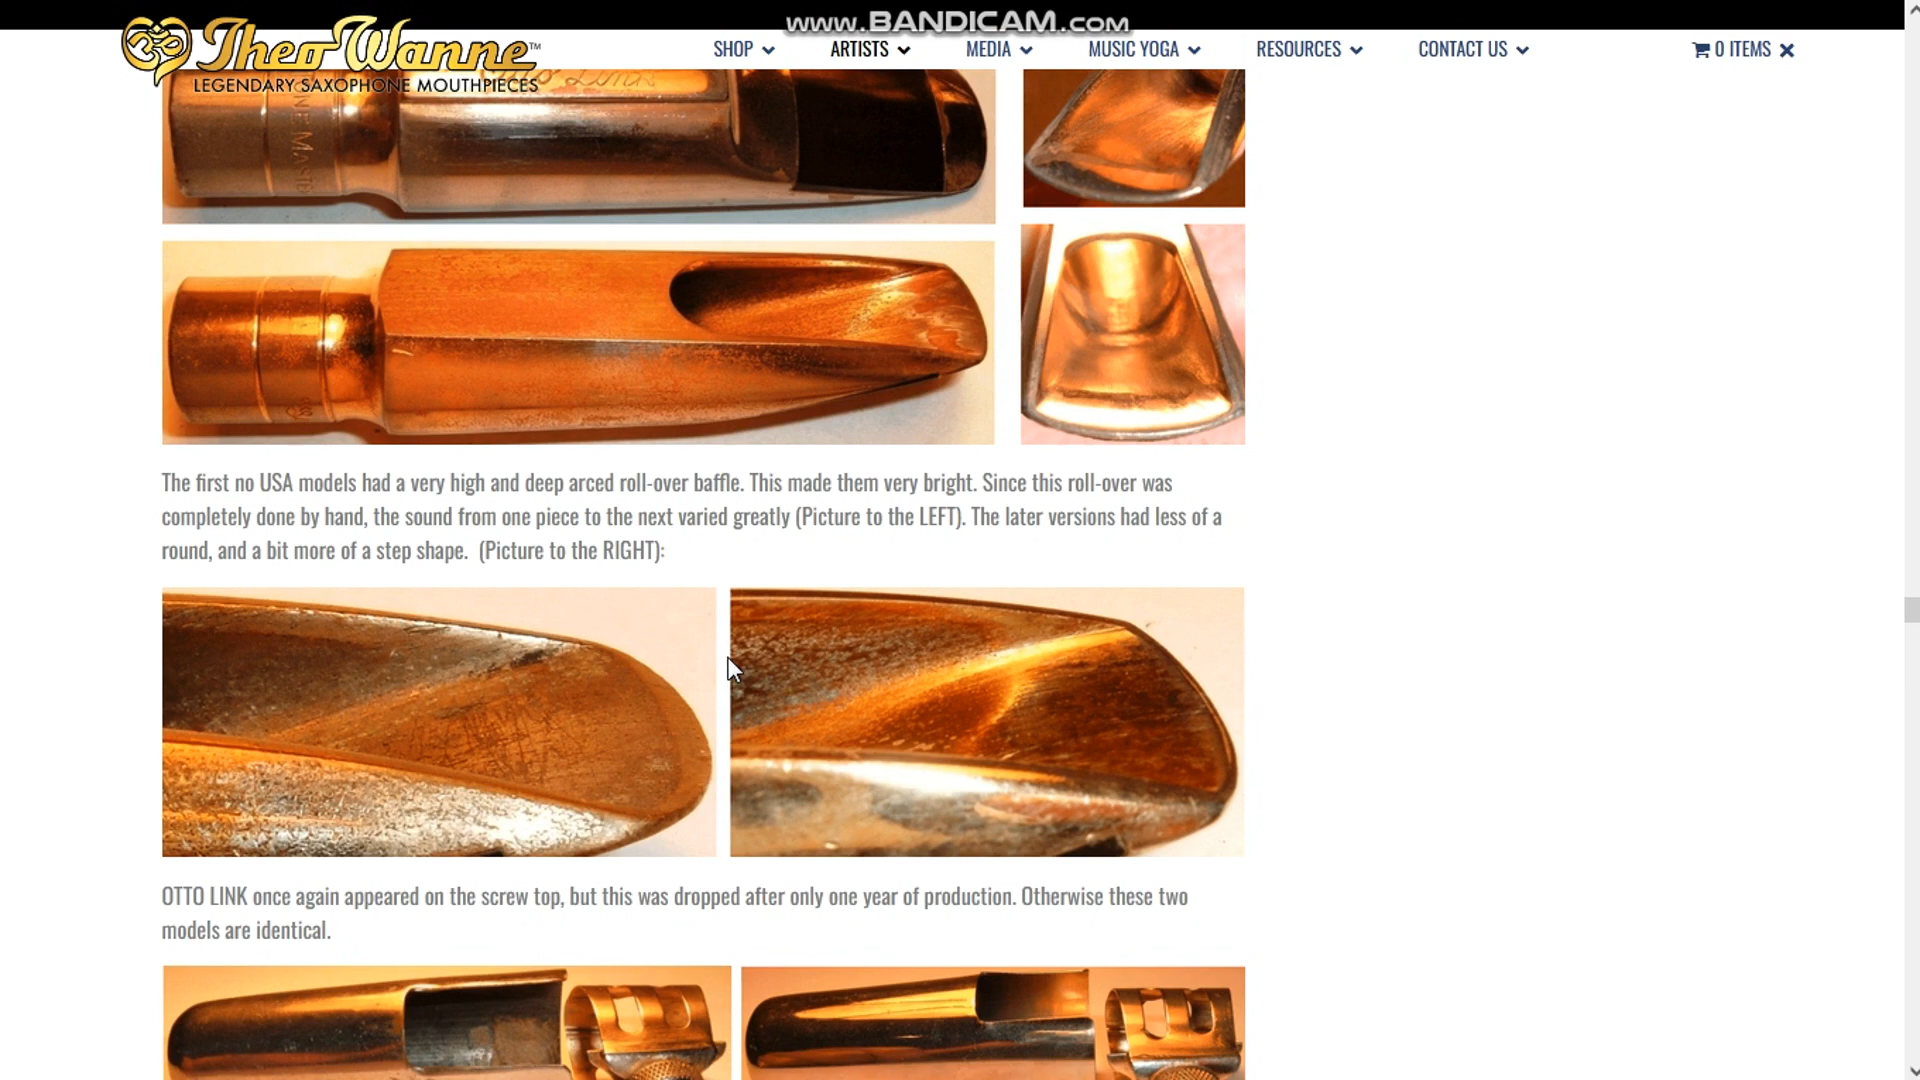 www.BANDICAM.com
Theo Wanne™
LEGENDARY SAXOPHONE MOUTHPIECES
SHOP
ARTISTS
MEDIA
MUSIC YOGA
RESOURCES
CONTACT US
0 ITEMS
The first no USA models had a very high and deep arced roll-over baffle. This made them very bright. Since this roll-over was
completely done by hand, the sound from one piece to the next varied greatly (Picture to the LEFT). The later versions had less of a
round, and a bit more of a step shape. (Picture to the RIGHT):
OTTO LINK once again appeared on the screw top, but this was dropped after only one year of production. Otherwise these two
models are identical.